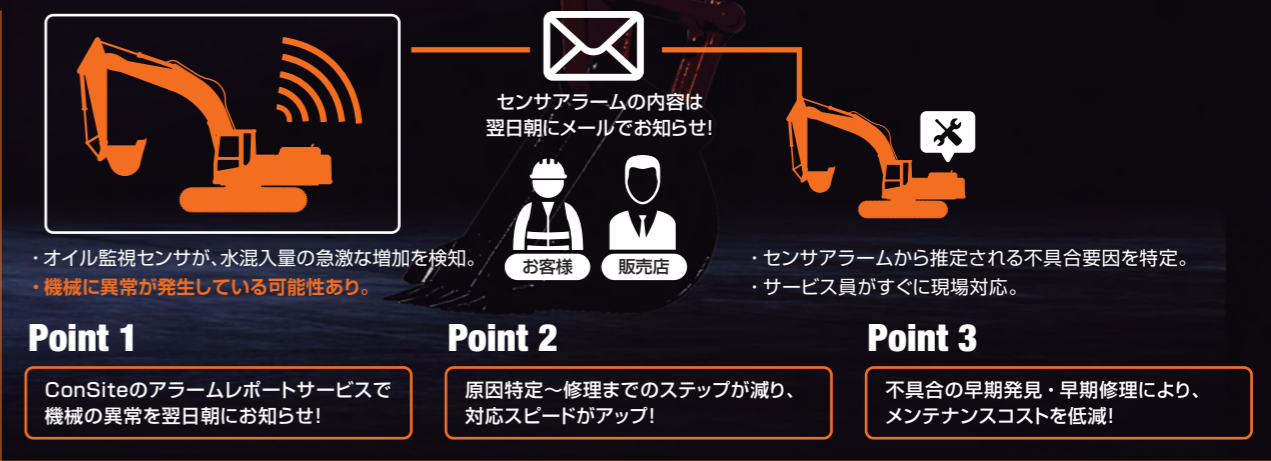 センサアラームの内容は
翌日朝にメールでお知らせ!
お客様
販売店
・オイル監視センサが、水混入量の急激な増加を検知。
・機械に異常が発生している可能性あり。
・センサアラームから推定される不具合要因を特定。
・サービス員がすぐに現場対応。
Point 1
ConSiteのアラームレポートサービスで
機械の異常を翌日朝にお知らせ!
Point 2
原因特定～修理までのステップが減り、
対応スピードがアップ!
Point 3
不具合の早期発見・早期修理により、
メンテナンスコストを低減!